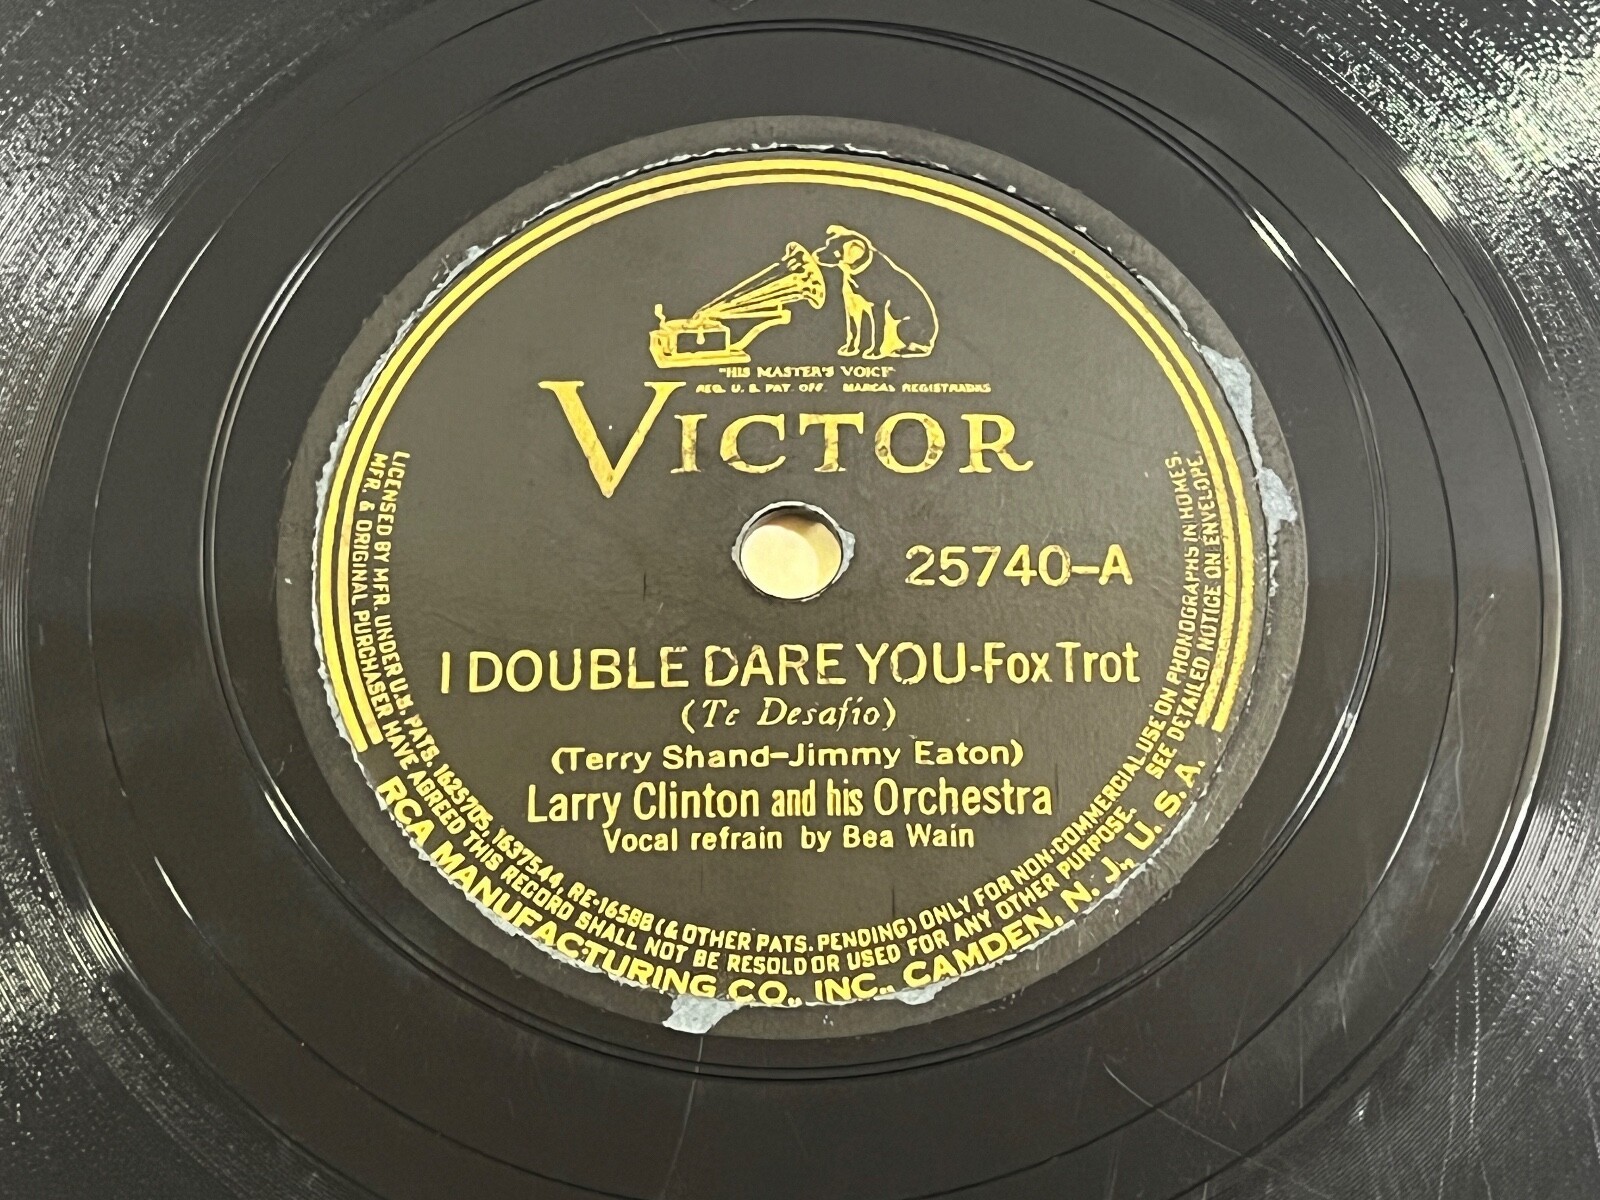 "HIS MASTER'S VOICE"
REG. U. S. PAT. OFF. MARCAS REGISTRADAS
VICTOR
25740-A
I DOUBLE DARE YOU-Fox Trot
(Te Desafío)
(Terry Shand-Jimmy Eaton)
Larry Clinton and his Orchestra
Vocal refrain by Bea Wain
LICENSED BY MFR. UNDER U.S. PATS. 1625705, 1637544, RE-16588 (& OTHER PATS. PENDING) ONLY FOR NON-COMMERCIAL USE ON PHONOGRAPHS IN HOMES.
MFR. & ORIGINAL PURCHASER HAVE AGREED THIS RECORD SHALL NOT BE RESOLD OR USED FOR ANY OTHER PURPOSE. SEE DETAILED NOTICE ON ENVELOPE.
RCA MANUFACTURING CO., INC., CAMDEN, N. J., U. S. A.